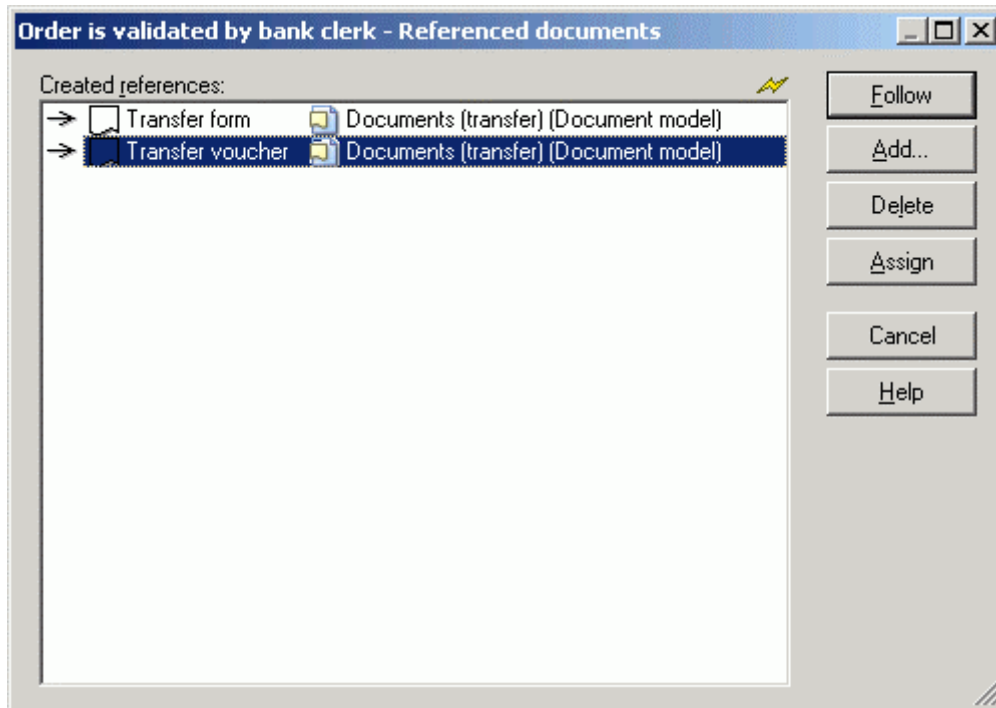 Order is validated by bank clerk - Referenced documents
Created references:
Transfer form Documents (transfer) (Document model)
Transfer voucher Documents (transfer) (Document model)
Follow
Add...
Delete
Assign
Cancel
Help